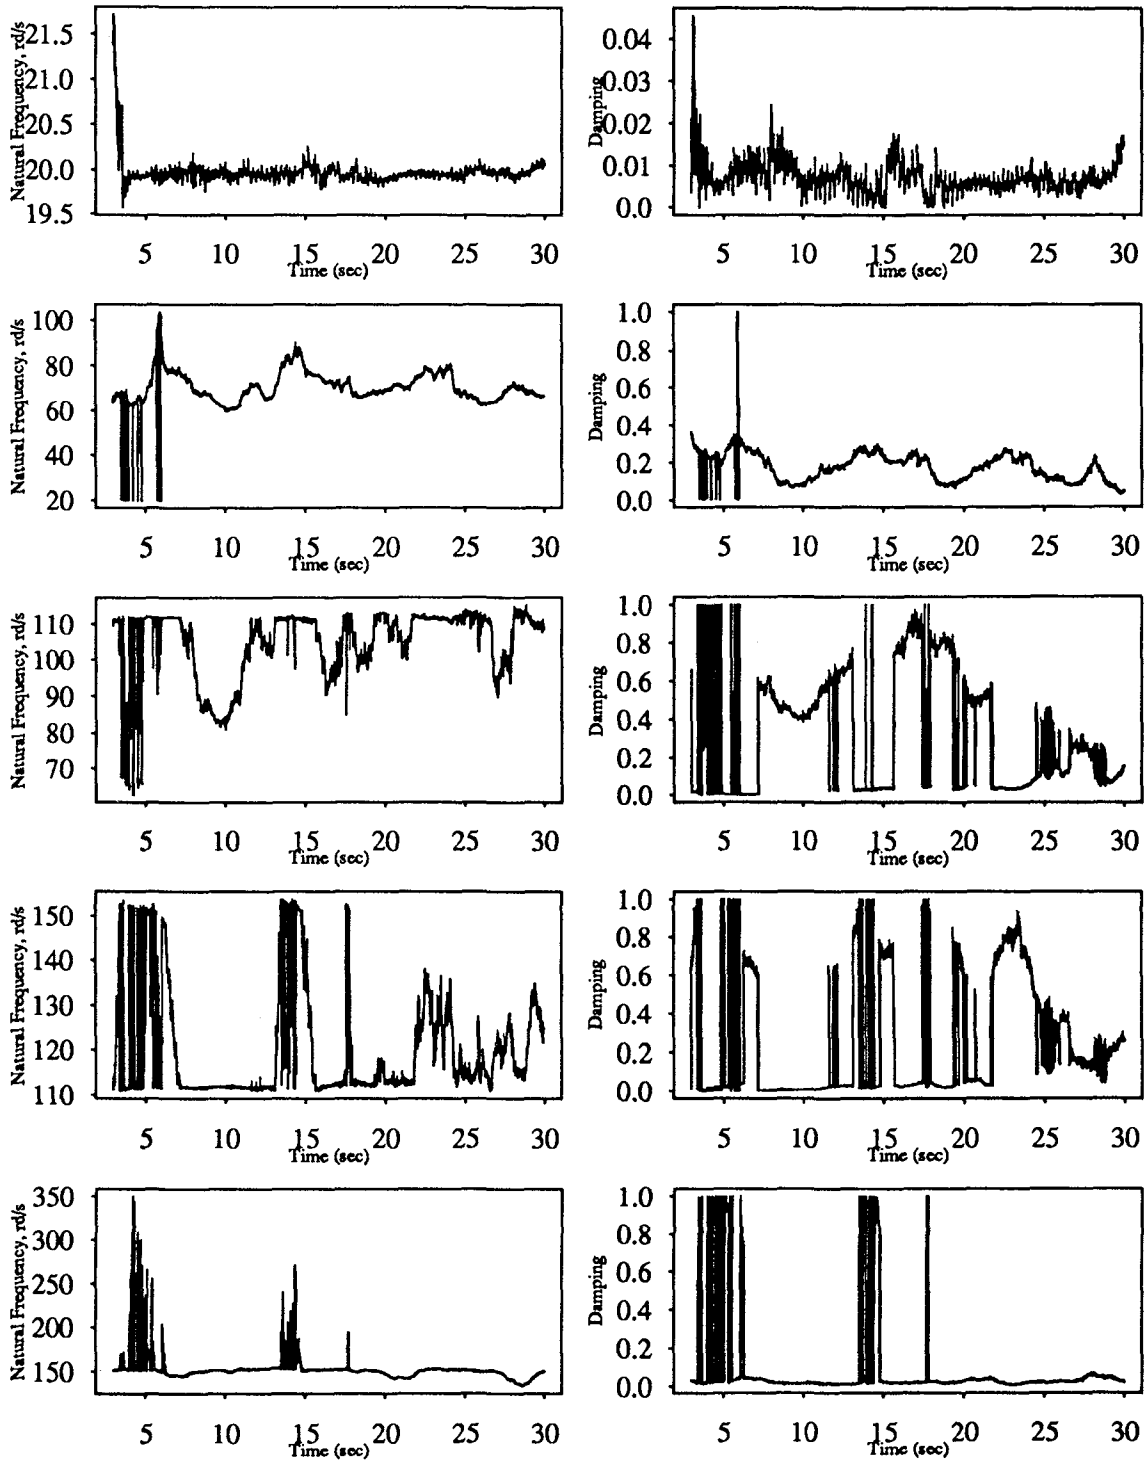 Natural Frequency, rd/s
21.5
21.0
20.5
20.0
19.5
5 10 15 20 25 30
Time (sec)
Damping
0.04
0.03
0.02
0.01
0.0
5 10 15 20 25 30
Time (sec)
Natural Frequency, rd/s
100
80
60
40
20
5 10 15 20 25 30
Time (sec)
Damping
1.0
0.8
0.6
0.4
0.2
0.0
5 10 15 20 25 30
Time (sec)
Natural Frequency, rd/s
110
100
90
80
70
5 10 15 20 25 30
Time (sec)
Damping
1.0
0.8
0.6
0.4
0.2
0.0
5 10 15 20 25 30
Time (sec)
Natural Frequency, rd/s
150
140
130
120
110
5 10 15 20 25 30
Time (sec)
Damping
1.0
0.8
0.6
0.4
0.2
0.0
5 10 15 20 25 30
Time (sec)
Natural Frequency, rd/s
350
300
250
200
150
5 10 15 20 25 30
Time (sec)
Damping
1.0
0.8
0.6
0.4
0.2
0.0
5 10 15 20 25 30
Time (sec)